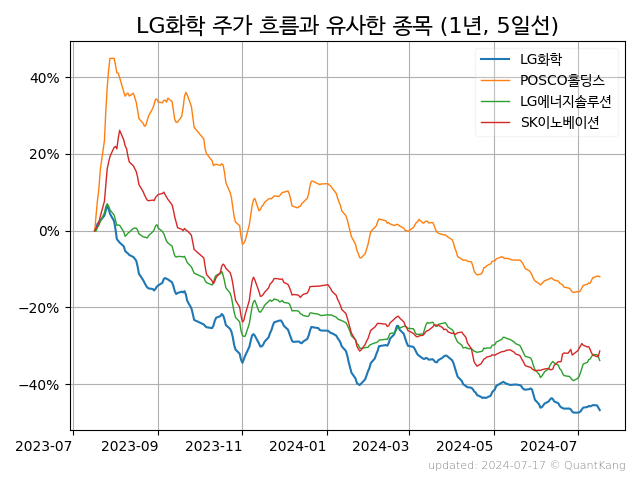 LG화학 주가 흐름과 유사한 종목 (1년, 5일선)
LG화학
POSCO홀딩스
LG에너지솔루션
SK이노베이션
40%
20%
0%
−20%
−40%
2023-07 2023-09 2023-11 2024-01 2024-03 2024-05 2024-07
updated: 2024-07-17 © QuantKang